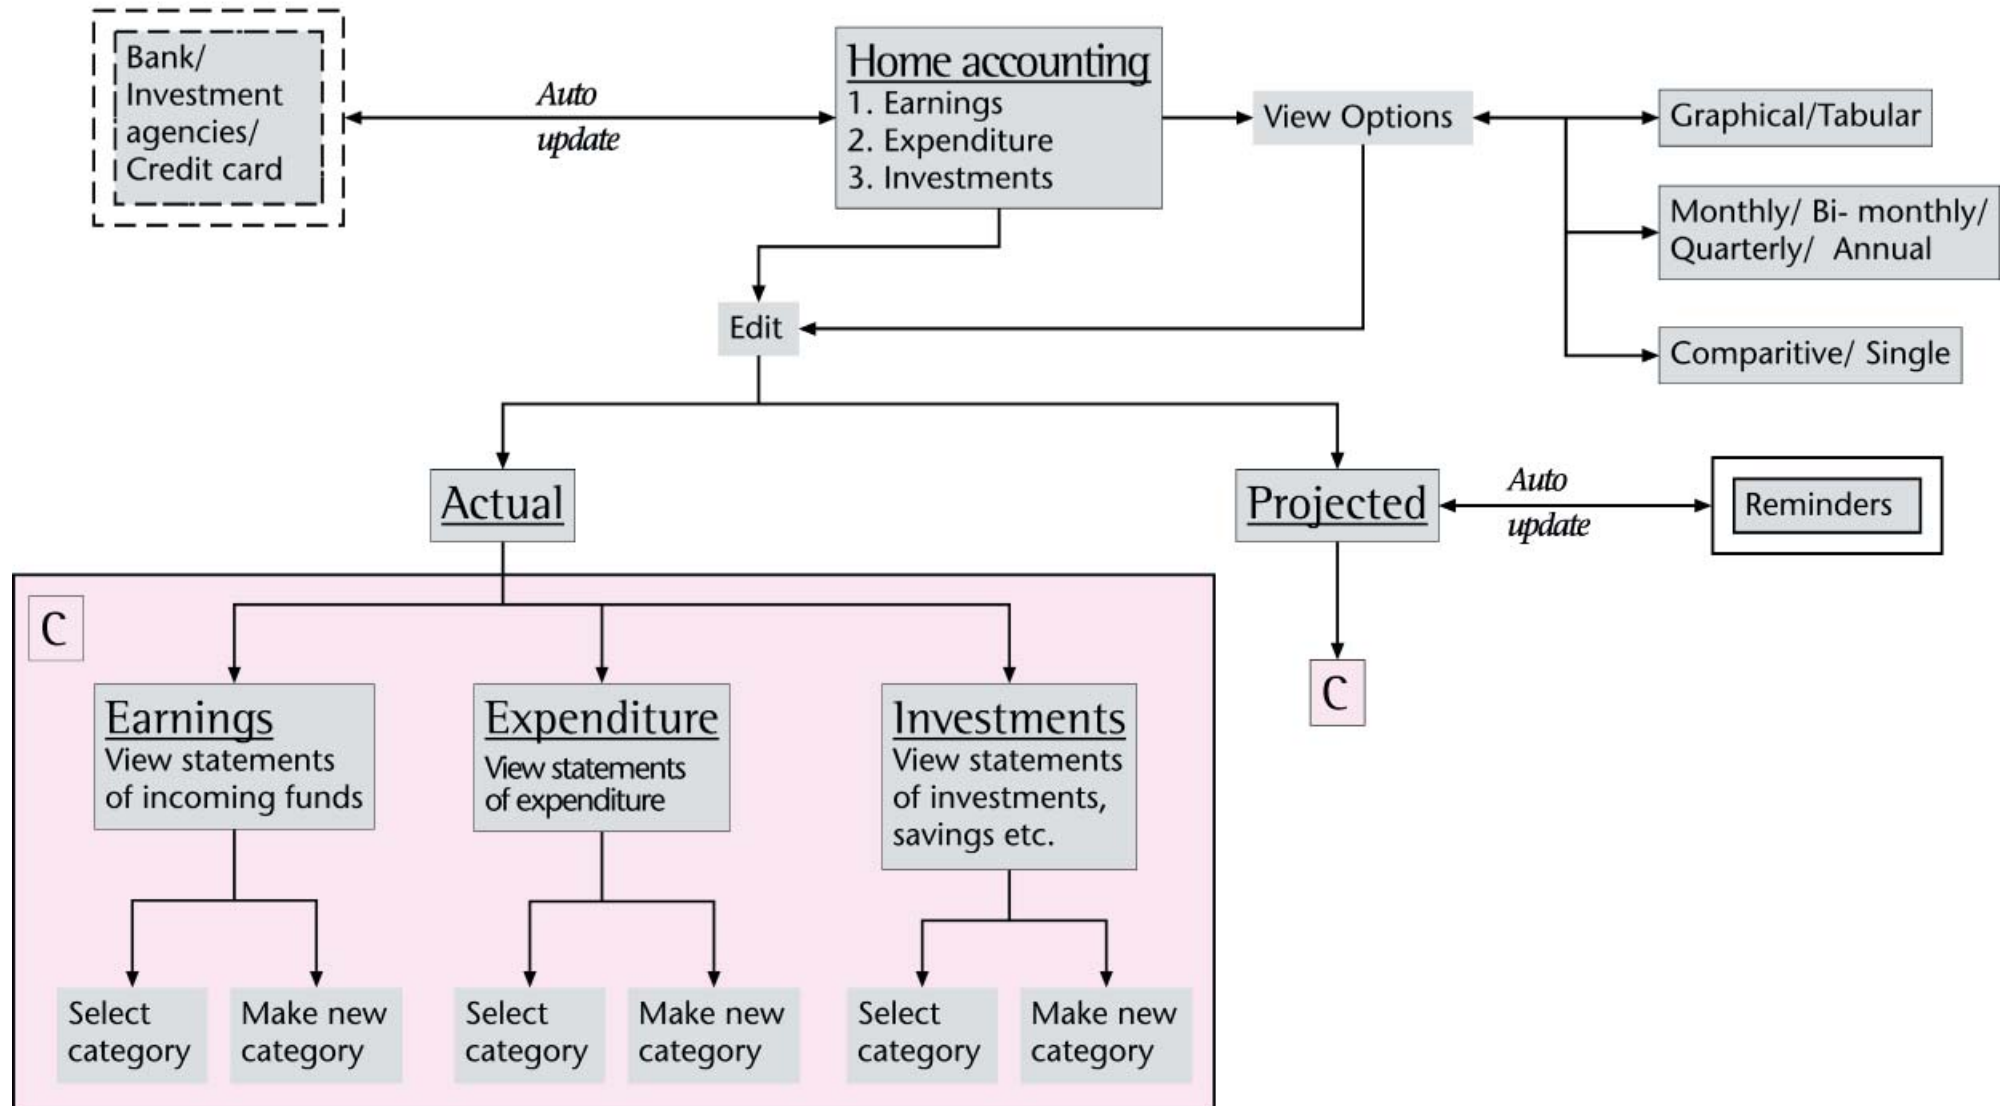 Bank/
Investment
agencies/
Credit card
Auto
update
Home accounting
1. Earnings
2. Expenditure
3. Investments
View Options
Graphical/Tabular
Monthly/ Bi- monthly/
Quarterly/ Annual
Comparitive/ Single
Edit
Actual
Projected
Auto
update
Reminders
C
C
Earnings
View statements
of incoming funds
Expenditure
View statements
of expenditure
Investments
View statements
of investments,
savings etc.
Select
category
Make new
category
Select
category
Make new
category
Select
category
Make new
category